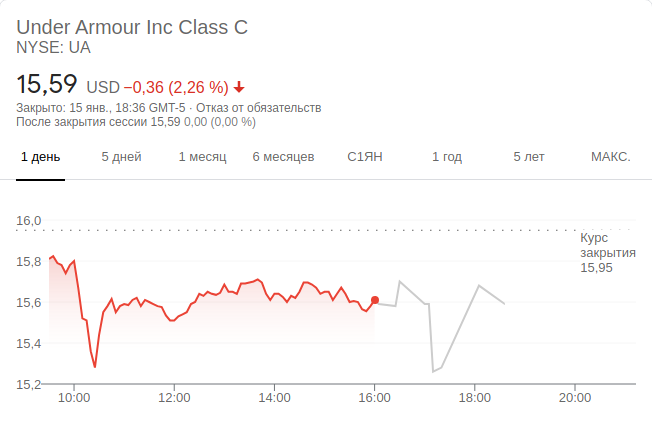 Under Armour Inc Class C
NYSE: UA
15,59 USD −0,36 (2,26 %)
Закрыто: 15 янв., 18:36 GMT-5 · Отказ от обязательств
После закрытия сессии 15,59 0,00 (0,00 %)
1 день 5 дней 1 месяц 6 месяцев С1ЯН 1 год 5 лет МАКС.
16,0
Курс
закрытия
15,95
15,8
15,6
15,4
15,2
10:00 12:00 14:00 16:00 18:00 20:00